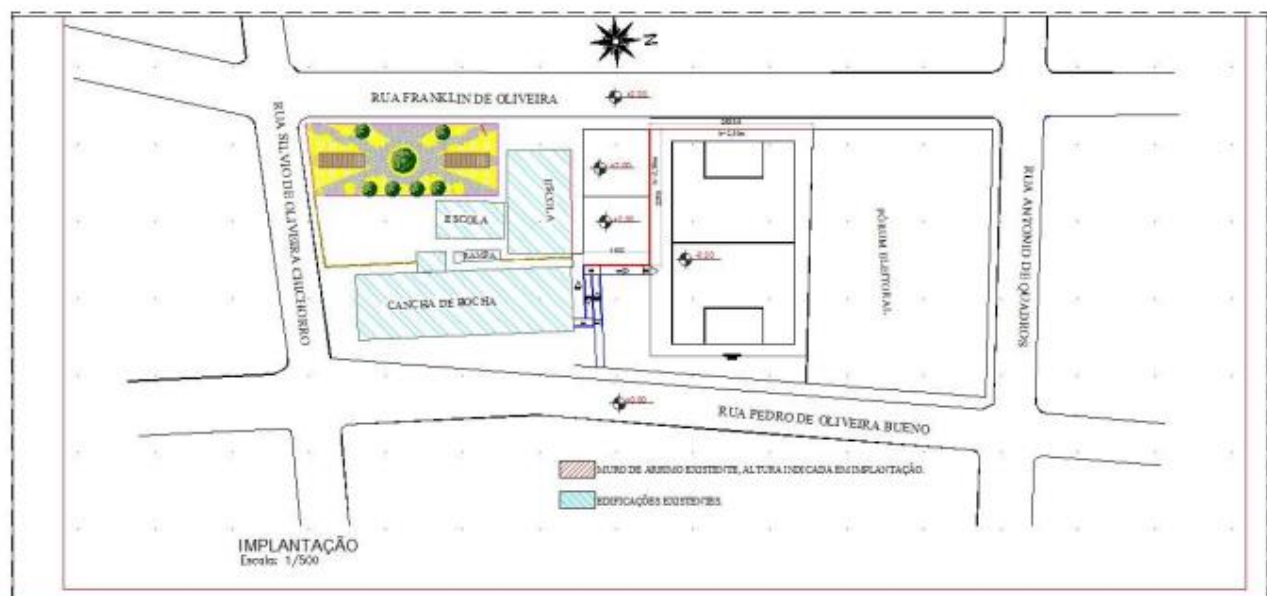 N
RUA FRANKLIN DE OLIVEIRA
RUA SILVIO DE OLIVEIRA CHICHORRO
ESCOLA
ESCOLA
RAMPA
CANCHA DE BOCHA
FÓRUM ELEITORAL
RUA ANTONIO DE QUADROS
RUA PEDRO DE OLIVEIRA BUENO
MURO DE ARRIMO EXISTENTE, ALTURA INDICADA EM IMPLANTAÇÃO.
EDIFICAÇÕES EXISTENTES.
IMPLANTAÇÃO
Escala: 1/500